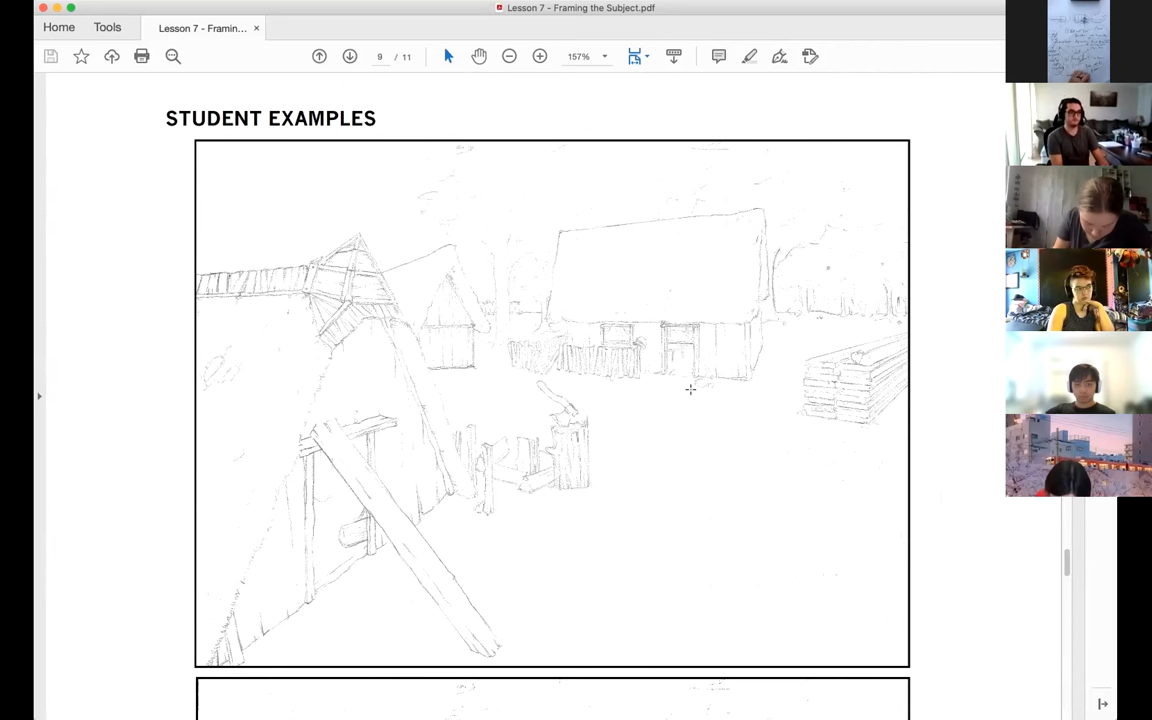 Lesson 7 - Framing the Subject.pdf
Home
Tools
Lesson 7 - Framin...
9 / 11
157%
STUDENT EXAMPLES